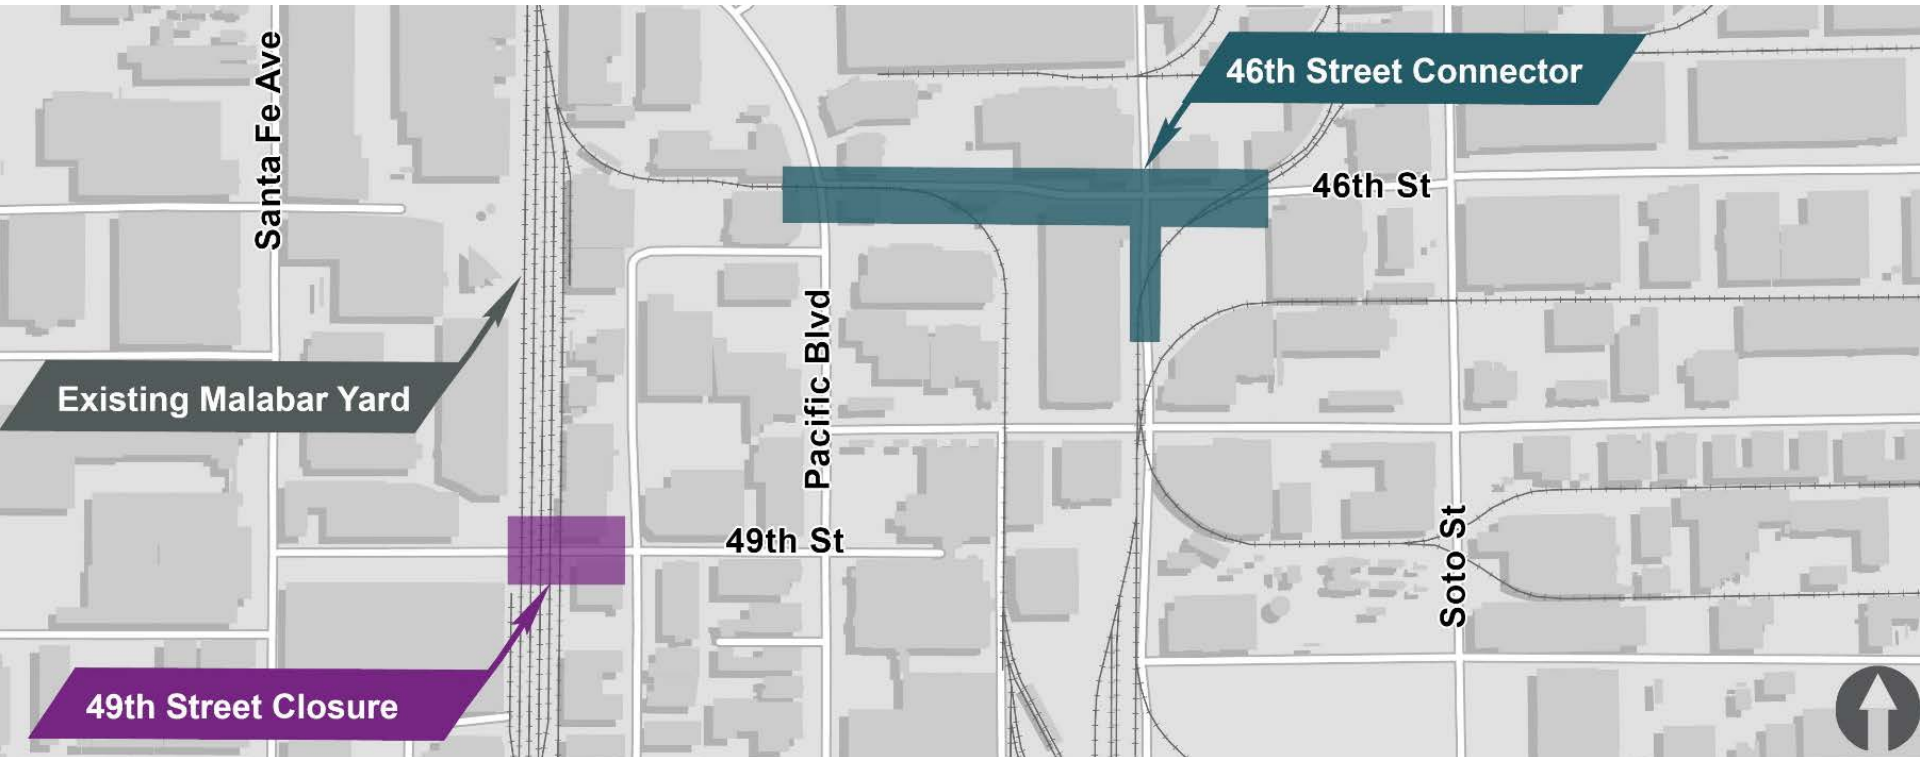 Santa Fe Ave
46th Street Connector
46th St
Existing Malabar Yard
Pacific Blvd
49th St
Soto St
49th Street Closure